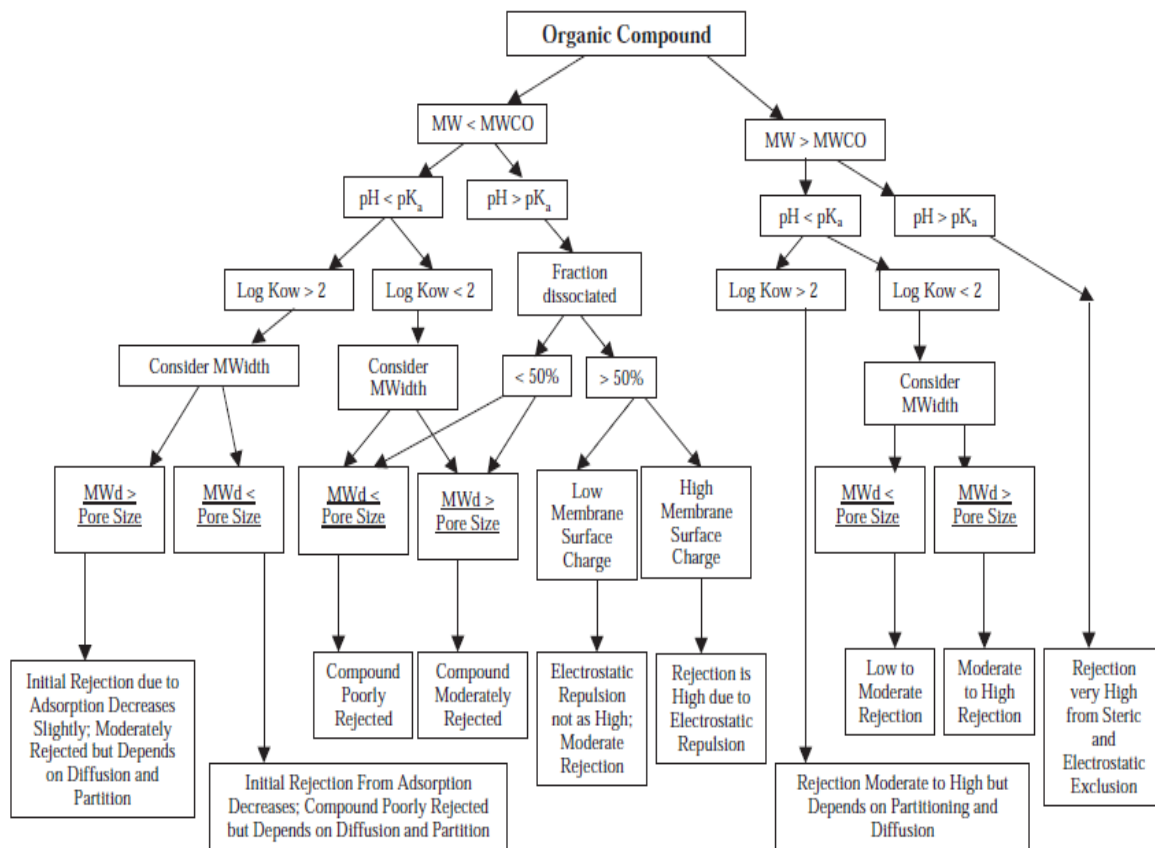 Organic Compound
MW < MWCO
MW > MWCO
pH < pKa
pH > pKa
pH < pKa
pH > pKa
Log Kow > 2
Log Kow < 2
Fraction
dissociated
Log Kow > 2
Log Kow < 2
Consider MWidth
Consider
MWidth
< 50%
> 50%
Consider
MWidth
MWd >
Pore Size
MWd <
Pore Size
MWd <
Pore Size
MWd >
Pore Size
Low
Membrane
Surface
Charge
High
Membrane
Surface
Charge
MWd <
Pore Size
MWd >
Pore Size
Initial Rejection due to
Adsorption Decreases
Slightly; Moderately
Rejected but Depends
on Diffusion and
Partition
Initial Rejection From Adsorption
Decreases; Compound Poorly Rejected
but Depends on Diffusion and Partition
Compound
Poorly
Rejected
Compound
Moderately
Rejected
Electrostatic
Repulsion
not as High;
Moderate
Rejection
Rejection is
High due to
Electrostatic
Repulsion
Rejection Moderate to High but
Depends on Partitioning and
Diffusion
Low to
Moderate
Rejection
Moderate
to High
Rejection
Rejection
very High
from Steric
and
Electrostatic
Exclusion